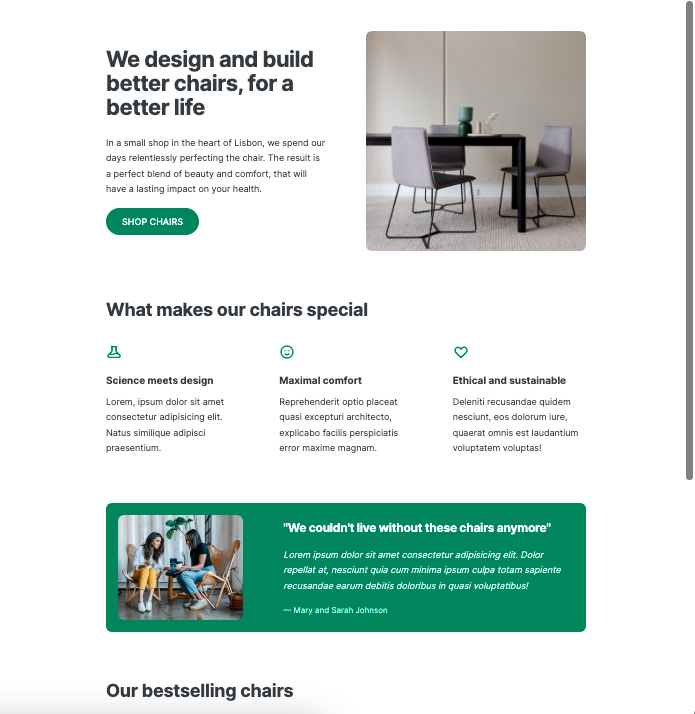 We design and build
better chairs, for a
better life
In a small shop in the heart of Lisbon, we spend our
days relentlessly perfecting the chair. The result is
a perfect blend of beauty and comfort, that will
have a lasting impact on your health.
SHOP CHAIRS
What makes our chairs special
Science meets design
Lorem, ipsum dolor sit amet
consectetur adipisicing elit.
Natus similique adipisci
praesentium.
Maximal comfort
Reprehenderit optio placeat
quasi excepturi architecto,
explicabo facilis perspiciatis
error maxime magnam.
Ethical and sustainable
Deleniti recusandae quidem
nesciunt, eos dolorum iure,
quaerat omnis est laudantium
voluptatem voluptas!
"We couldn't live without these chairs anymore"
Lorem ipsum dolor sit amet consectetur adipisicing elit. Dolor
repellat at, nesciunt quia cum minima ipsum culpa totam sapiente
recusandae earum debitis doloribus in quasi voluptatibus!
— Mary and Sarah Johnson
Our bestselling chairs